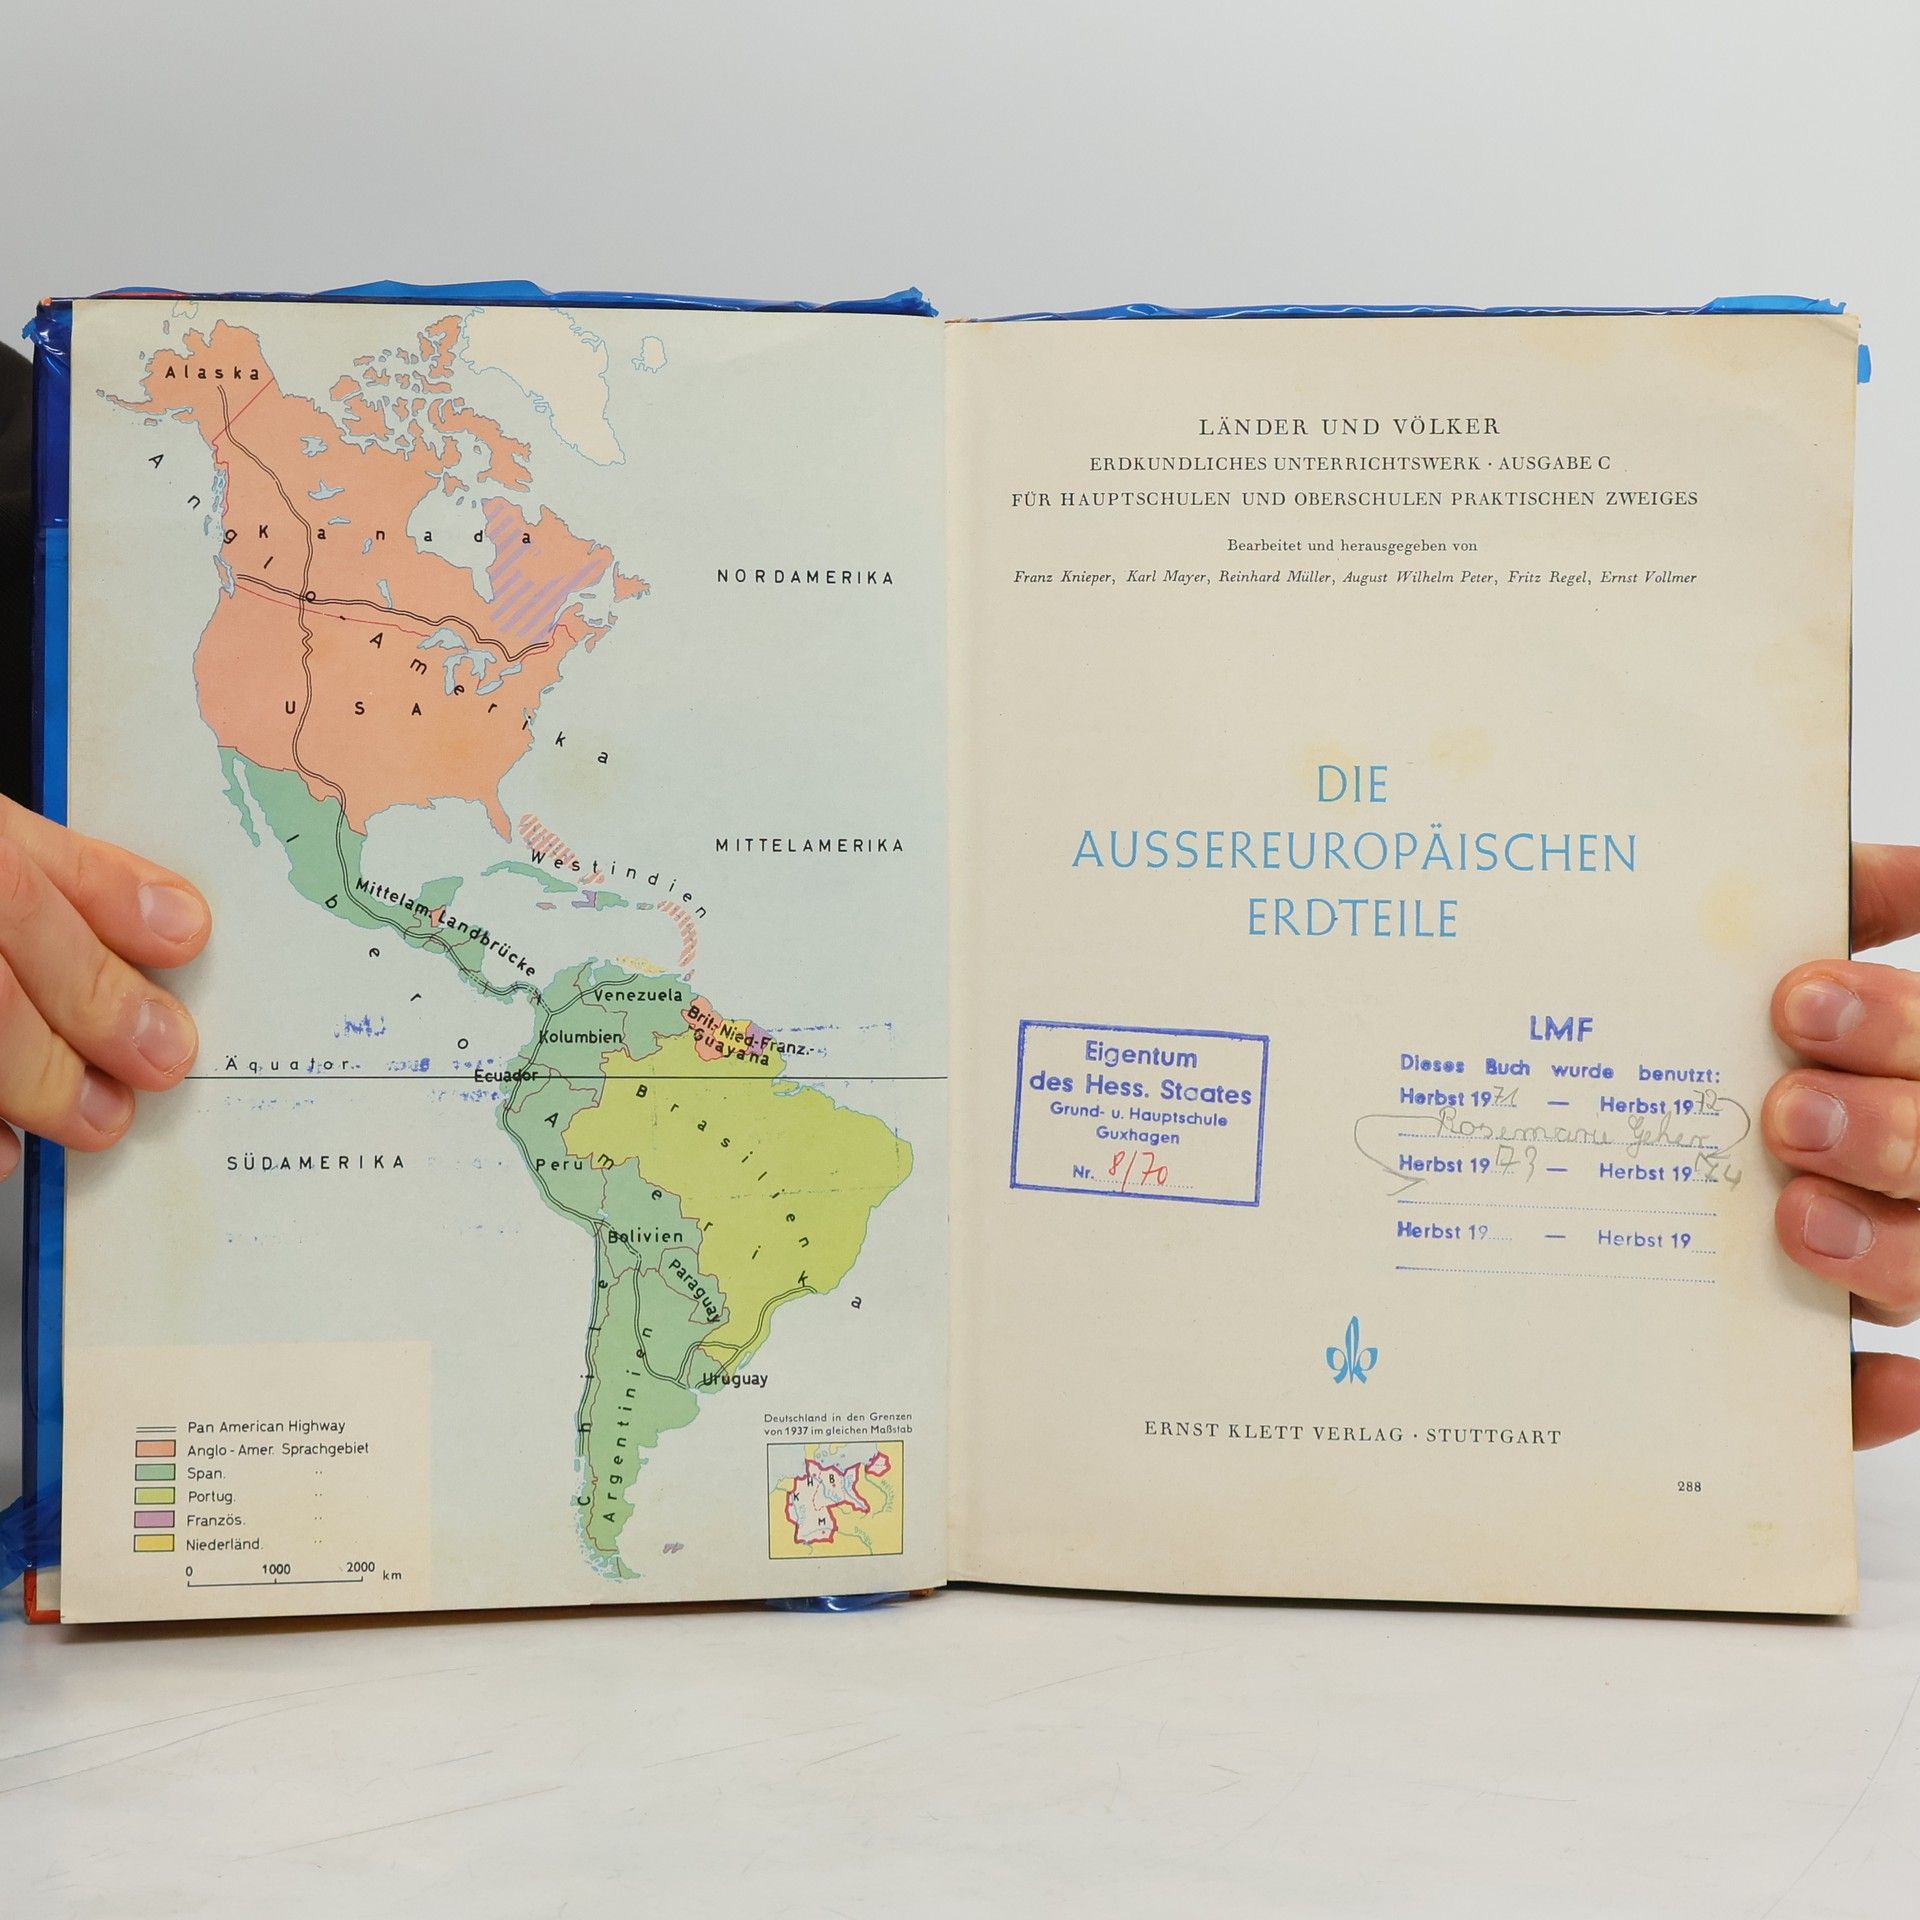 Alaska
Kanada
Anglo-Amerika
USA
NORDAMERIKA
MITTELAMERIKA
Westindien
Mittelam. Landbrücke
Ibero
Venezuela
Brit.-Nied.-Franz.-
Guayana
Kolumbien
Äquator
Ecuador
Brasilien
SÜDAMERIKA
Peru
Amerika
Bolivien
Paraguay
Chile
Argentinien
Uruguay
Pan American Highway
Anglo-Amer. Sprachgebiet
Span. "
Portug. "
Französ. "
Niederländ. "
0 1000 2000 km
Deutschland in den Grenzen
von 1937 im gleichen Maßstab
H B
K
M
LÄNDER UND VÖLKER
ERDKUNDLICHES UNTERRICHTSWERK · AUSGABE C
FÜR HAUPTSCHULEN UND OBERSCHULEN PRAKTISCHEN ZWEIGES
Bearbeitet und herausgegeben von
Franz Knieper, Karl Mayer, Reinhard Müller, August Wilhelm Peter, Fritz Regel, Ernst Vollmer
DIE
AUSSEREUROPÄISCHEN
ERDTEILE
Eigentum
des Hess. Staates
Grund- u. Hauptschule
Guxhagen
Nr. 8/70
LMF
Dieses Buch wurde benutzt:
Herbst 1971 — Herbst 1972
Rosemarie
Herbst 1973 — Herbst 1974
Herbst 19 — Herbst 19
ERNST KLETT VERLAG · STUTTGART
288